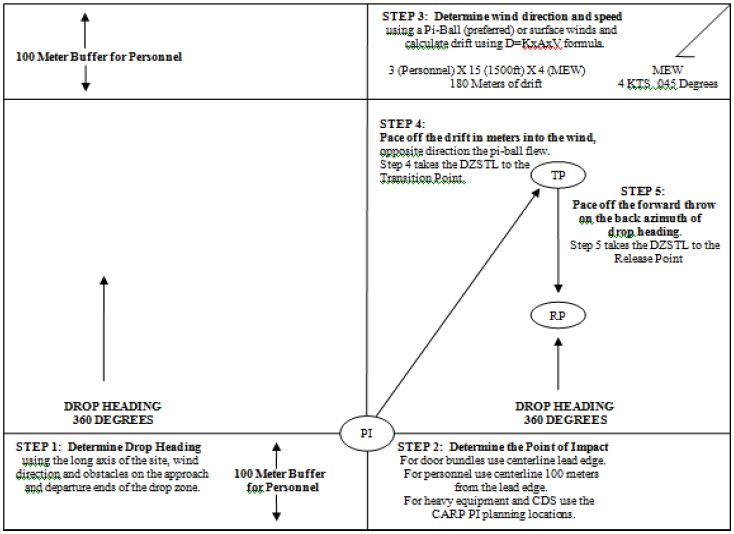 100 Meter Buffer for Personnel
STEP 3: Determine wind direction and speed
using a Pi-Ball (preferred) or surface winds and
calculate drift using D=KxAxV formula.
3 (Personnel) X 15 (1500ft) X 4 (MEW)
180 Meters of drift
MEW
4 KTS 045 Degrees
STEP 4:
Pace off the drift in meters into the wind,
opposite direction the pi-ball flew.
Step 4 takes the DZSTL to the
Transition Point.
TP
STEP 5:
Pace off the forward throw
on the back azimuth of
drop heading.
Step 5 takes the DZSTL to the
Release Point
RP
DROP HEADING
360 DEGREES
DROP HEADING
360 DEGREES
PI
STEP 1: Determine Drop Heading
using the long axis of the site, wind
direction and obstacles on the approach
and departure ends of the drop zone.
100 Meter Buffer
for Personnel
STEP 2: Determine the Point of Impact
For door bundles use centerline lead edge.
For personnel use centerline 100 meters
from the lead edge.
For heavy equipment and CDS use the
CARP PI planning locations.